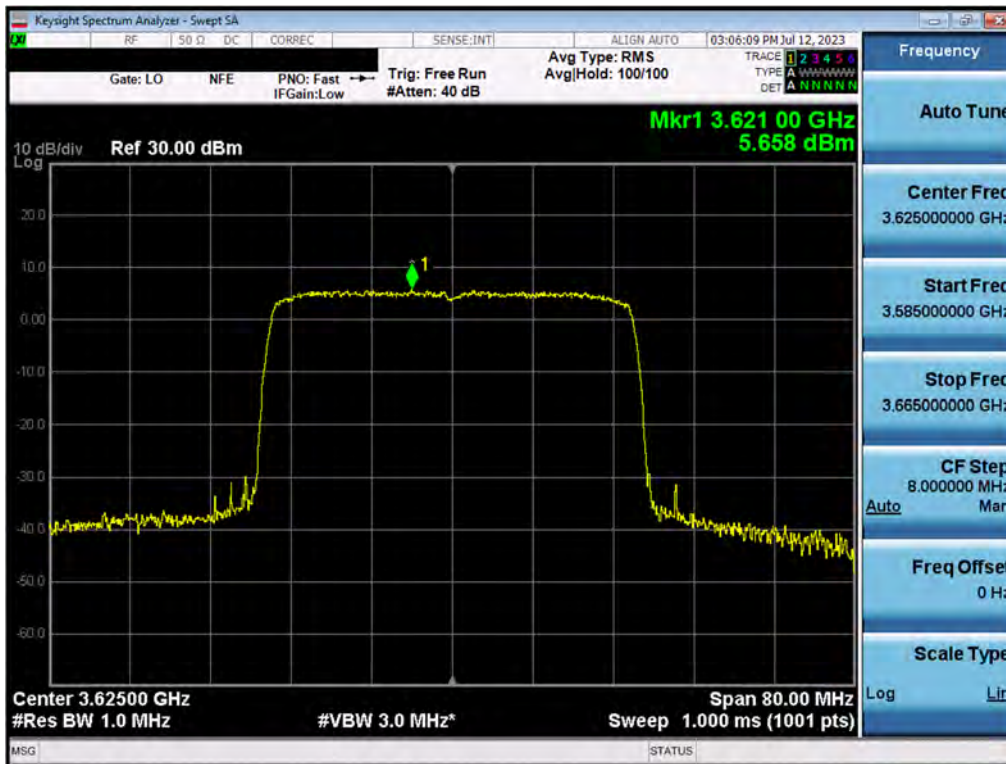 Keysight Spectrum Analyzer - Swept SA
LXI RF 50 Ω DC CORREC SENSE:INT ALIGN AUTO 03:06:09 PM Jul 12, 2023
Gate: LO NFE PNO: Fast Trig: Free Run Avg Type: RMS TRACE 1 2 3 4 5 6
IFGain:Low #Atten: 40 dB Avg|Hold: 100/100 TYPE A WWWWW
DET A N N N N N
Mkr1 3.621 00 GHz
5.658 dBm
10 dB/div Ref 30.00 dBm
Log
20.0
10.0
0.00
-10.0
-20.0
-30.0
-40.0
-50.0
-60.0
1
Center 3.62500 GHz Span 80.00 MHz
#Res BW 1.0 MHz #VBW 3.0 MHz* Sweep 1.000 ms (1001 pts)
MSG STATUS
Frequency
Auto Tune
Center Freq
3.625000000 GHz
Start Freq
3.585000000 GHz
Stop Freq
3.665000000 GHz
CF Step
8.000000 MHz
Auto Man
Freq Offset
0 Hz
Scale Type
Log Lin